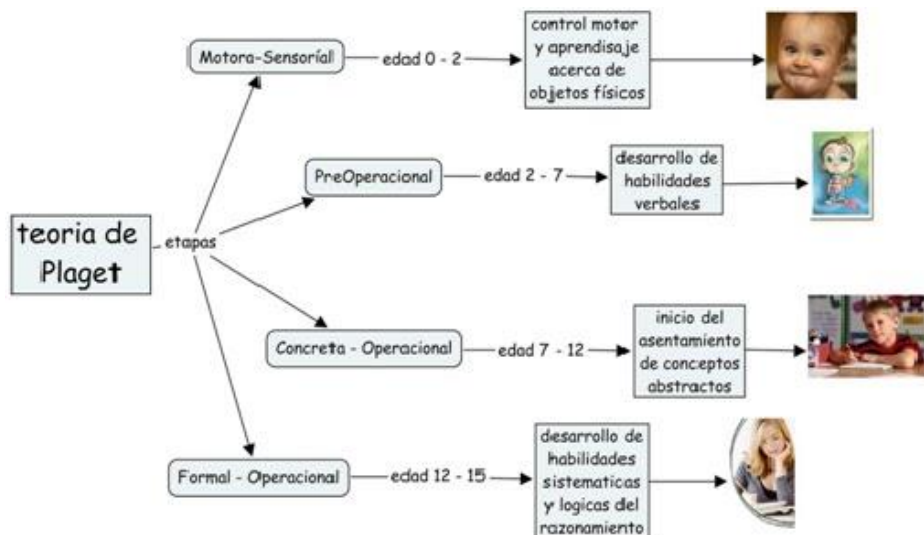 teoria de
Plaget
etapas
Motora-Sensorial
edad 0 - 2
control motor
y aprendisaje
acerca de
objetos físicos
PreOperacional
edad 2 - 7
desarrollo de
habilidades
verbales
Concreta - Operacional
edad 7 - 12
inicio del
asentamiento
de conceptos
abstractos
Formal - Operacional
edad 12 - 15
desarrollo de
habilidades
sistematicas
y logicas del
razonamiento